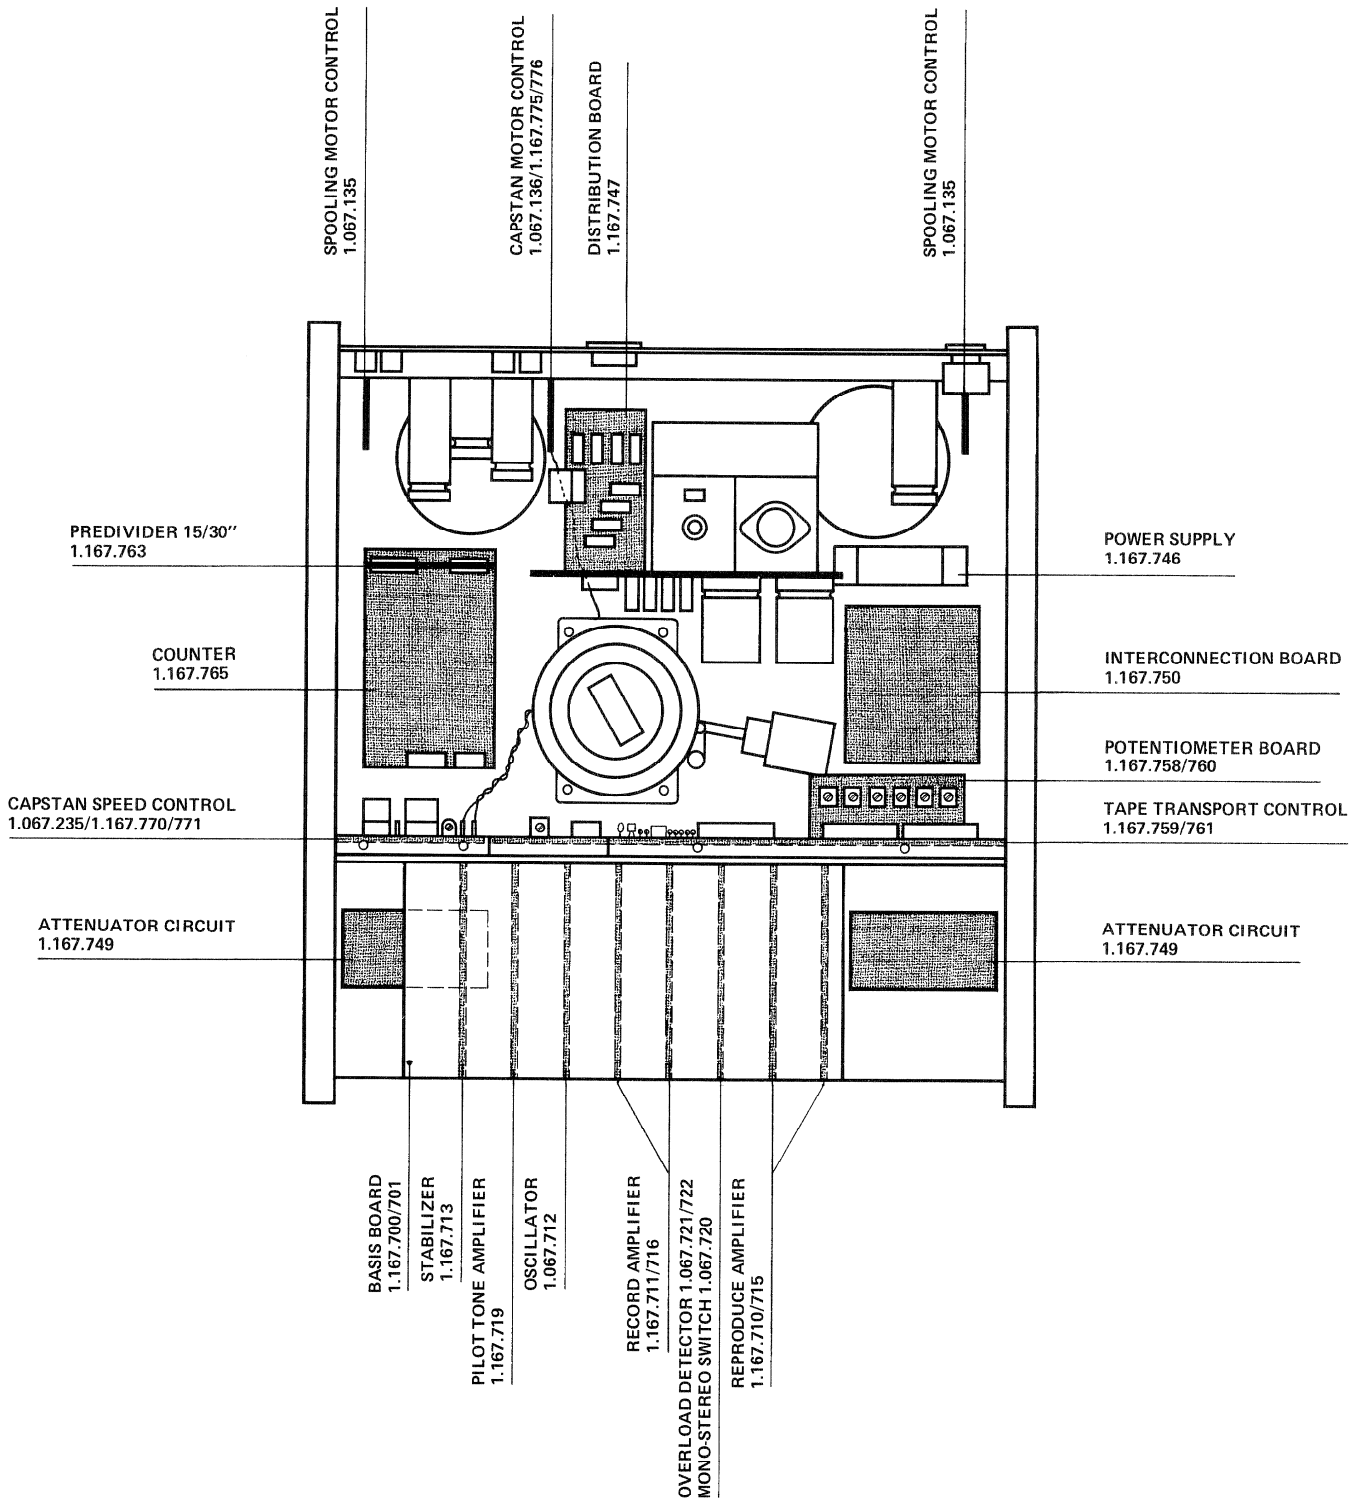 SPOOLING MOTOR CONTROL
1.067.135
CAPSTAN MOTOR CONTROL
1.067.136/1.167.775/776
DISTRIBUTION BOARD
1.167.747
SPOOLING MOTOR CONTROL
1.067.135
PREDIVIDER 15/30″
1.167.763
COUNTER
1.167.765
CAPSTAN SPEED CONTROL
1.067.235/1.167.770/771
ATTENUATOR CIRCUIT
1.167.749
POWER SUPPLY
1.167.746
INTERCONNECTION BOARD
1.167.750
POTENTIOMETER BOARD
1.167.758/760
TAPE TRANSPORT CONTROL
1.167.759/761
ATTENUATOR CIRCUIT
1.167.749
BASIS BOARD
1.167.700/701
STABILIZER
1.167.713
PILOT TONE AMPLIFIER
1.167.719
OSCILLATOR
1.067.712
RECORD AMPLIFIER
1.167.711/716
OVERLOAD DETECTOR 1.067.721/722
MONO-STEREO SWITCH 1.067.720
REPRODUCE AMPLIFIER
1.167.710/715